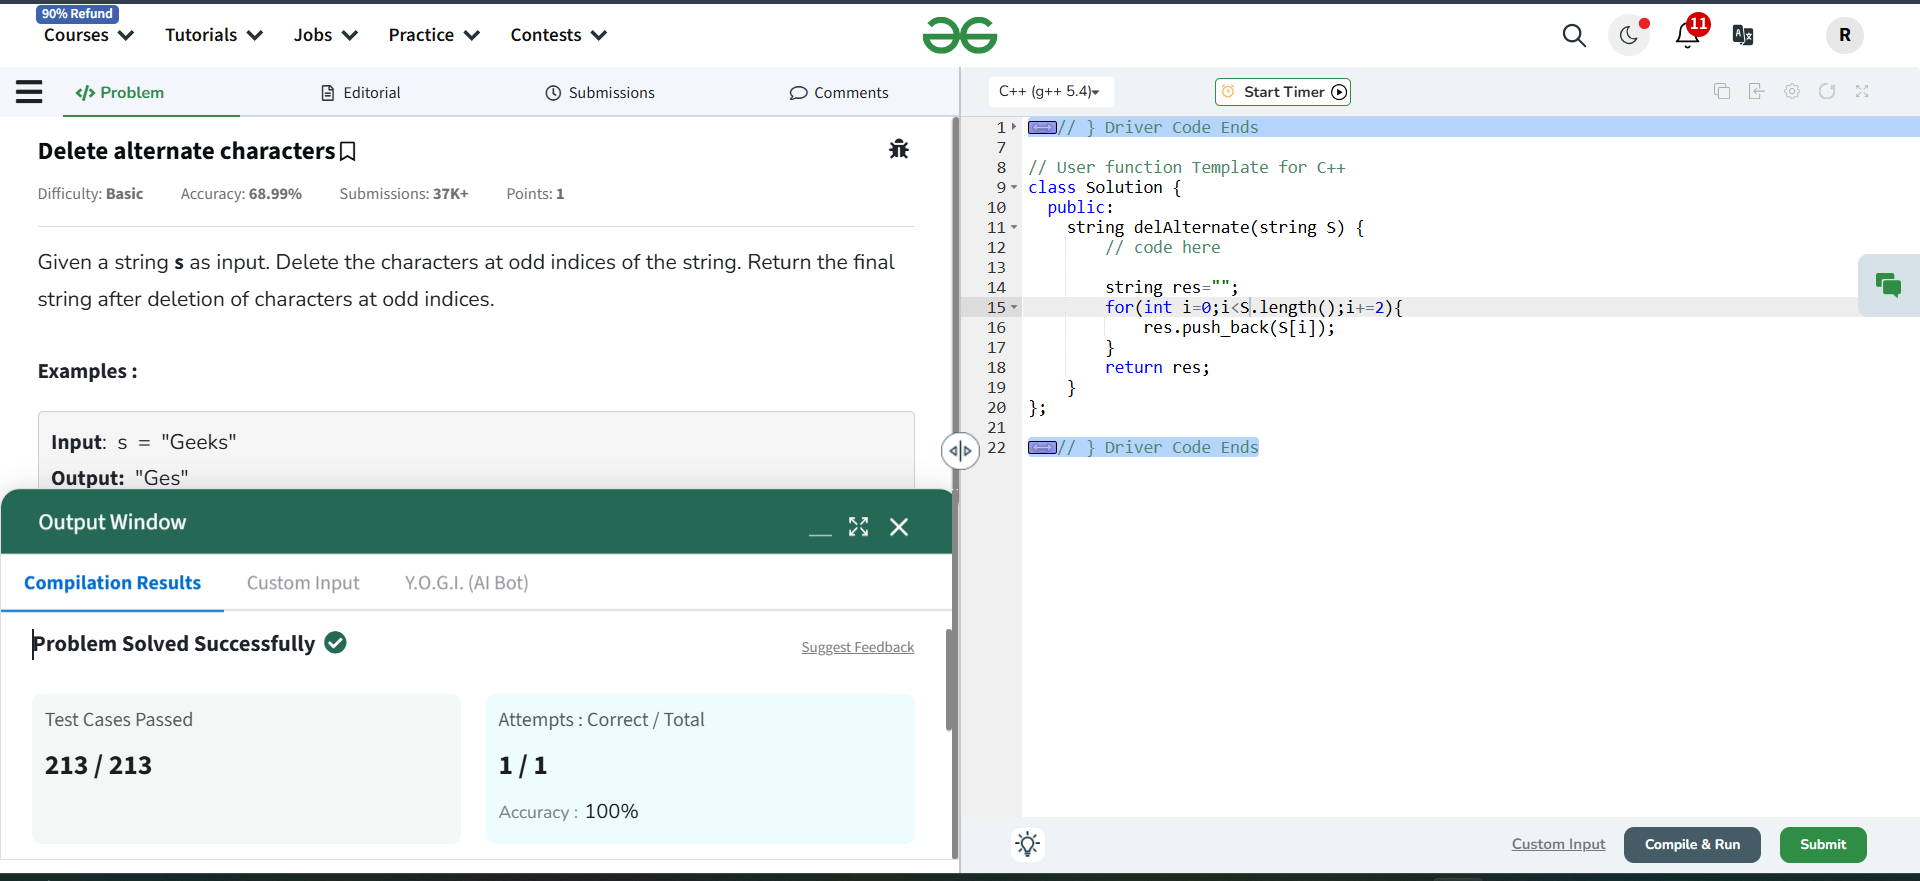 90% Refund
Courses Tutorials Jobs Practice Contests
11
R
</> Problem Editorial Submissions Comments
Delete alternate characters
Difficulty: Basic Accuracy: 68.99% Submissions: 37K+ Points: 1
Given a string s as input. Delete the characters at odd indices of the string. Return the final
string after deletion of characters at odd indices.
Examples :
Input: s = "Geeks"
Output: "Ges"
Output Window
Compilation Results Custom Input Y.O.G.I. (AI Bot)
Problem Solved Successfully
Suggest Feedback
Test Cases Passed
213 / 213
Attempts : Correct / Total
1 / 1
Accuracy : 100%
C++ (g++ 5.4)
Start Timer
1 // } Driver Code Ends
7
8 // User function Template for C++
9 class Solution {
10 public:
11 string delAlternate(string S) {
12 // code here
13
14 string res="";
15 for(int i=0;i<S.length();i+=2){
16 res.push_back(S[i]);
17 }
18 return res;
19 }
20 };
21
22 // } Driver Code Ends
Custom Input
Compile & Run
Submit